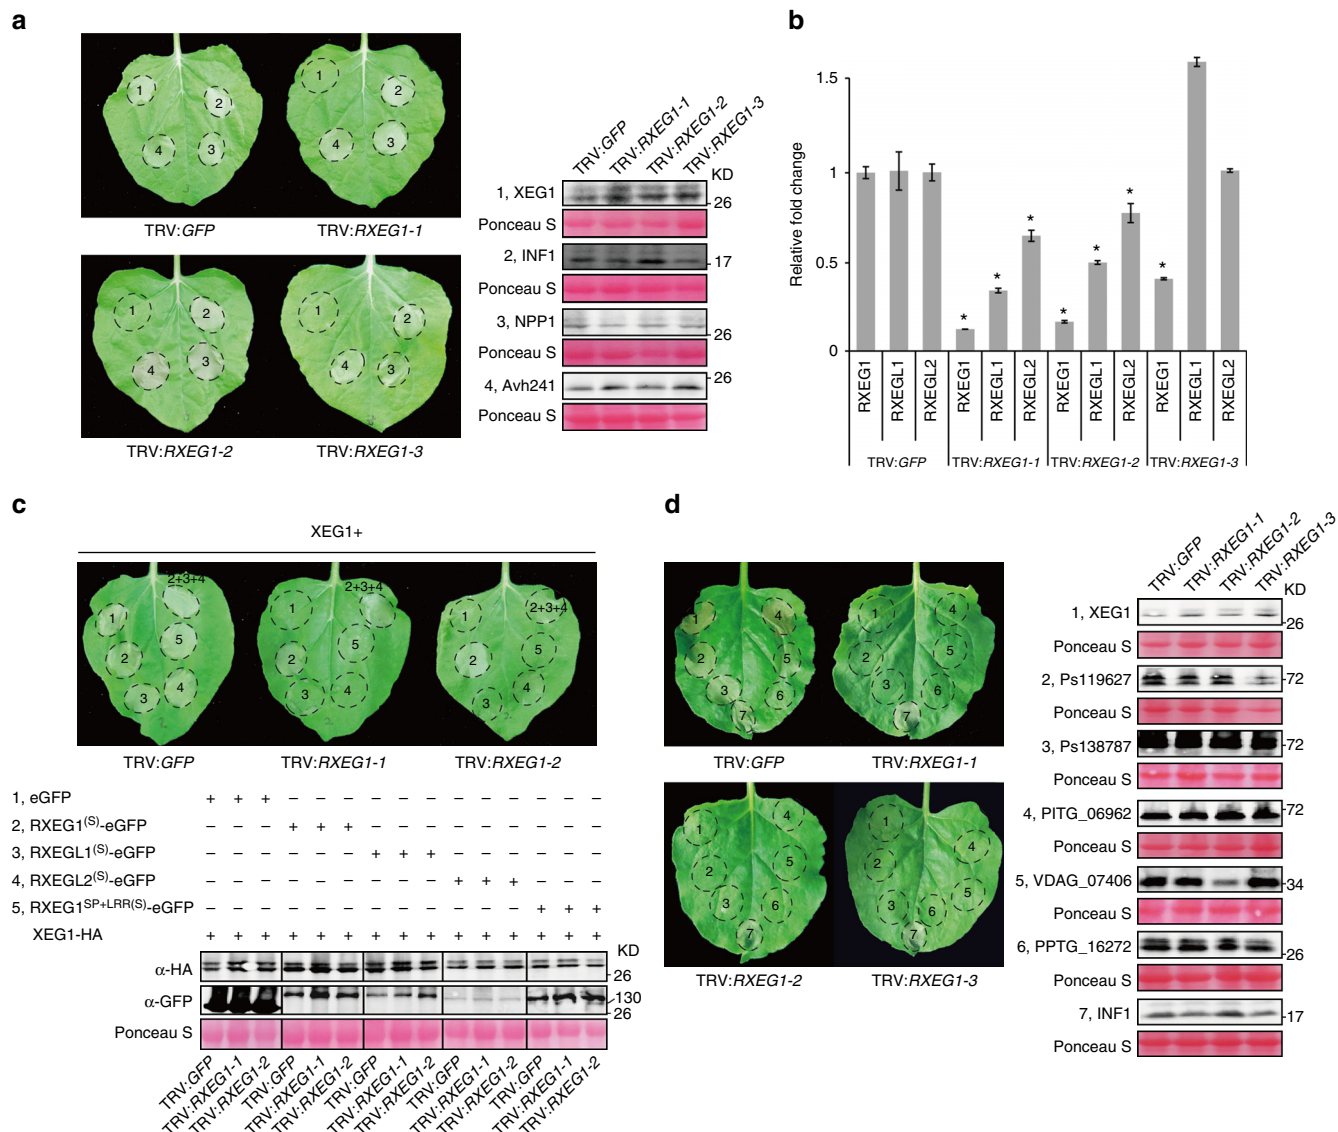 a
1
2
4
3
TRV:GFP
1
2
4
3
TRV:RXEG1-1
1
2
4
3
TRV:RXEG1-2
1
2
4
3
TRV:RXEG1-3
TRV:GFP
TRV:RXEG1-1
TRV:RXEG1-2
TRV:RXEG1-3
KD
1, XEG1
26
Ponceau S
2, INF1
17
Ponceau S
3, NPP1
26
Ponceau S
4, Avh241
26
Ponceau S
b
Relative fold change
1.5
1
0.5
0
* * * * * * *
RXEG1 RXEGL1 RXEGL2 RXEG1 RXEGL1 RXEGL2 RXEG1 RXEGL1 RXEGL2 RXEG1 RXEGL1 RXEGL2
TRV:GFP TRV:RXEG1-1 TRV:RXEG1-2 TRV:RXEG1-3
c
XEG1+
2+3+4
1
5
2
4
3
TRV:GFP
2+3+4
1
5
2
4
3
TRV:RXEG1-1
2+3+4
1
5
2
4
3
TRV:RXEG1-2
1, eGFP + + + – – – – – – – – – – – –
2, RXEG1(S)-eGFP – – – + + + – – – – – – – – –
3, RXEGL1(S)-eGFP – – – – – – + + + – – – – – –
4, RXEGL2(S)-eGFP – – – – – – – – – + + + – – –
5, RXEG1SP+LRR(S)-eGFP – – – – – – – – – – – – + + +
XEG1-HA + + + + + + + + + + + + + + +
KD
α-HA
26
α-GFP
130
26
Ponceau S
TRV:GFP
TRV:RXEG1-1
TRV:RXEG1-2
TRV:GFP
TRV:RXEG1-1
TRV:RXEG1-2
TRV:GFP
TRV:RXEG1-1
TRV:RXEG1-2
TRV:GFP
TRV:RXEG1-1
TRV:RXEG1-2
TRV:GFP
TRV:RXEG1-1
TRV:RXEG1-2
d
1
4
2
5
3
6
7
TRV:GFP
1
4
2
5
3
6
7
TRV:RXEG1-1
1
2
5
3
6
7
TRV:RXEG1-2
1
4
2
5
3
6
7
TRV:RXEG1-3
TRV:GFP
TRV:RXEG1-1
TRV:RXEG1-2
TRV:RXEG1-3
KD
1, XEG1
26
Ponceau S
2, Ps119627
72
Ponceau S
3, Ps138787
72
Ponceau S
4, PITG_06962
72
Ponceau S
5, VDAG_07406
34
Ponceau S
6, PPTG_16272
26
Ponceau S
7, INF1
17
Ponceau S